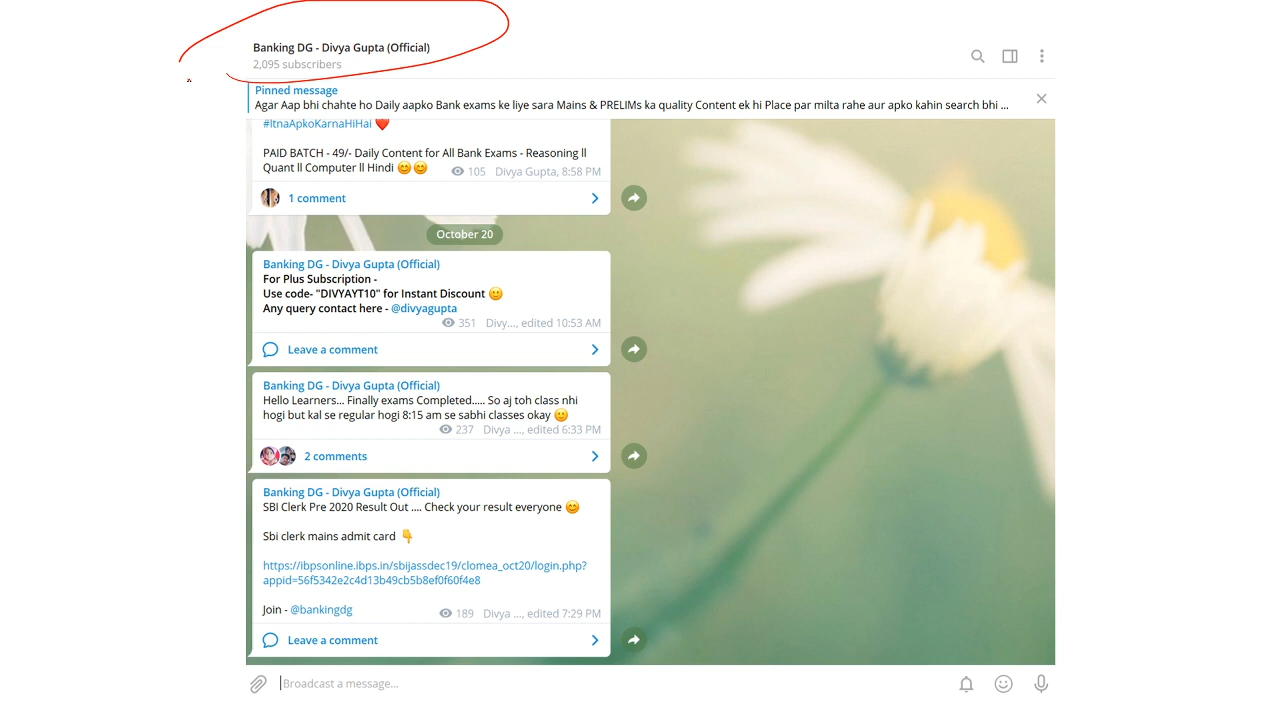 Banking DG - Divya Gupta (Official)
2,095 subscribers
Pinned message
Agar Aap bhi chahte ho Daily aapko Bank exams ke liye sara Mains & PRELIMs ka quality Content ek hi Place par milta rahe aur apko kahin search bhi ...
#ItnaApkoKarnaHiHai ❤️
PAID BATCH - 49/- Daily Content for All Bank Exams - Reasoning ll
Quant ll Computer ll Hindi 😊😊
105 Divya Gupta, 8:58 PM
1 comment
October 20
Banking DG - Divya Gupta (Official)
For Plus Subscription -
Use code- "DIVYAYT10" for Instant Discount 🙂
Any query contact here - @divyagupta
351 Divy..., edited 10:53 AM
Leave a comment
Banking DG - Divya Gupta (Official)
Hello Learners... Finally exams Completed..... So aj toh class nhi
hogi but kal se regular hogi 8:15 am se sabhi classes okay 🙂
237 Divya ..., edited 6:33 PM
2 comments
Banking DG - Divya Gupta (Official)
SBI Clerk Pre 2020 Result Out .... Check your result everyone 😊
Sbi clerk mains admit card 👇
https://ibpsonline.ibps.in/sbijassdec19/clomea_oct20/login.php?
appid=56f5342e2c4d13b49cb5b8ef0f60f4e8
Join - @bankingdg
189 Divya ..., edited 7:29 PM
Leave a comment
Broadcast a message...